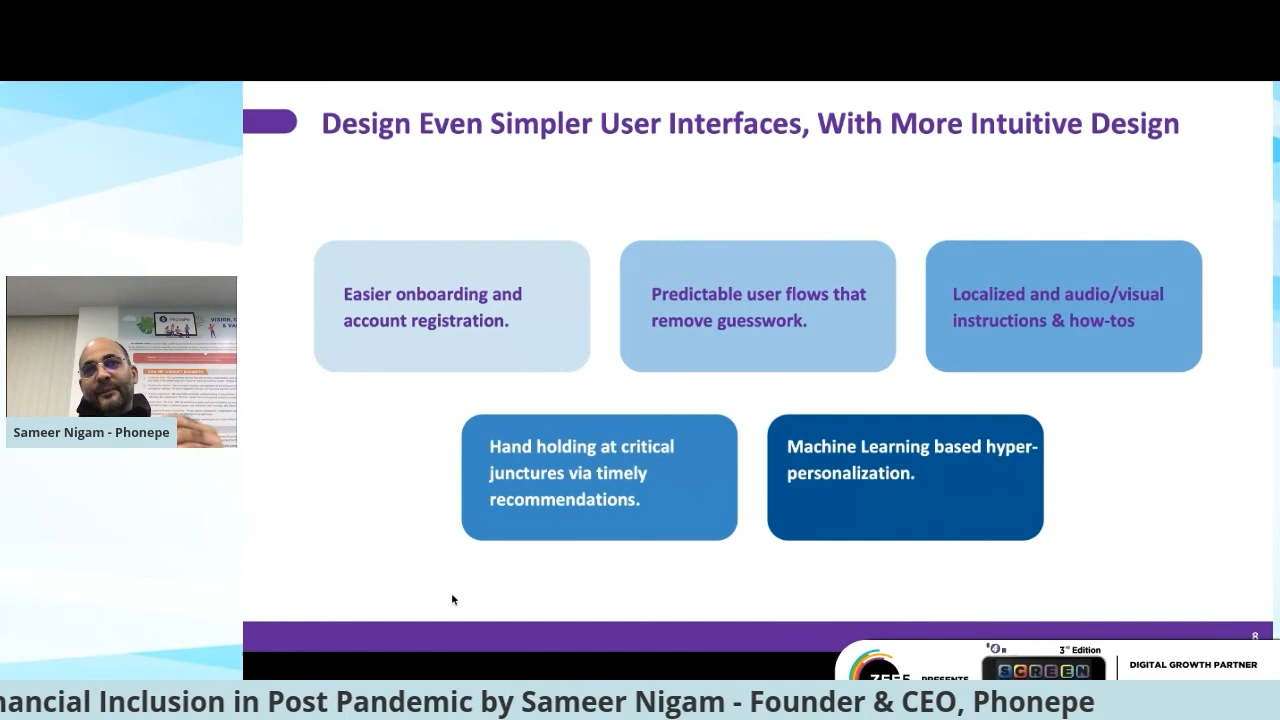 Design Even Simpler User Interfaces, With More Intuitive Design
Easier onboarding and
account registration.
Predictable user flows that
remove guesswork.
Localized and audio/visual
instructions & how-tos
Hand holding at critical
junctures via timely
recommendations.
Machine Learning based hyper-
personalization.
Sameer Nigam - Phonepe
8
3rd Edition
ZEE5 PRESENTS
SCREEN
DIGITAL GROWTH PARTNER
nancial Inclusion in Post Pandemic by Sameer Nigam - Founder & CEO, Phonepe